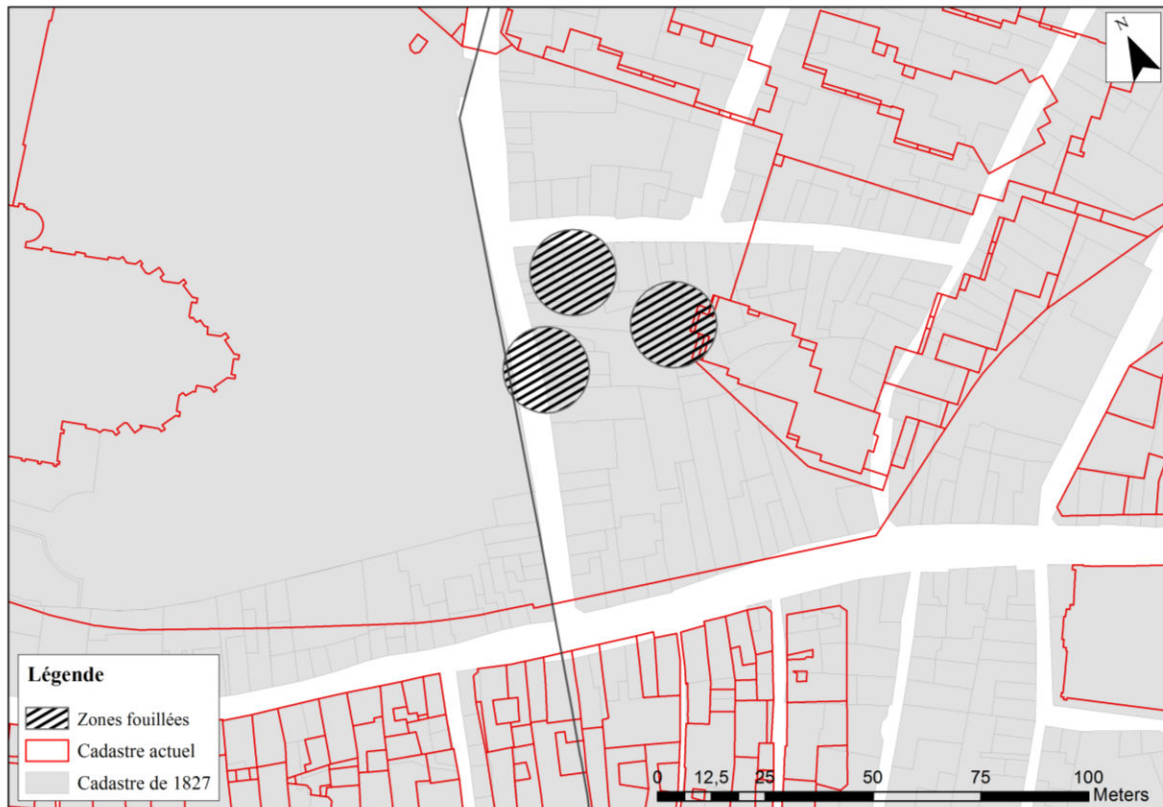 N
Légende
Zones fouillées
Cadastre actuel
Cadastre de 1827
0 12,5 25 50 75 100
Meters